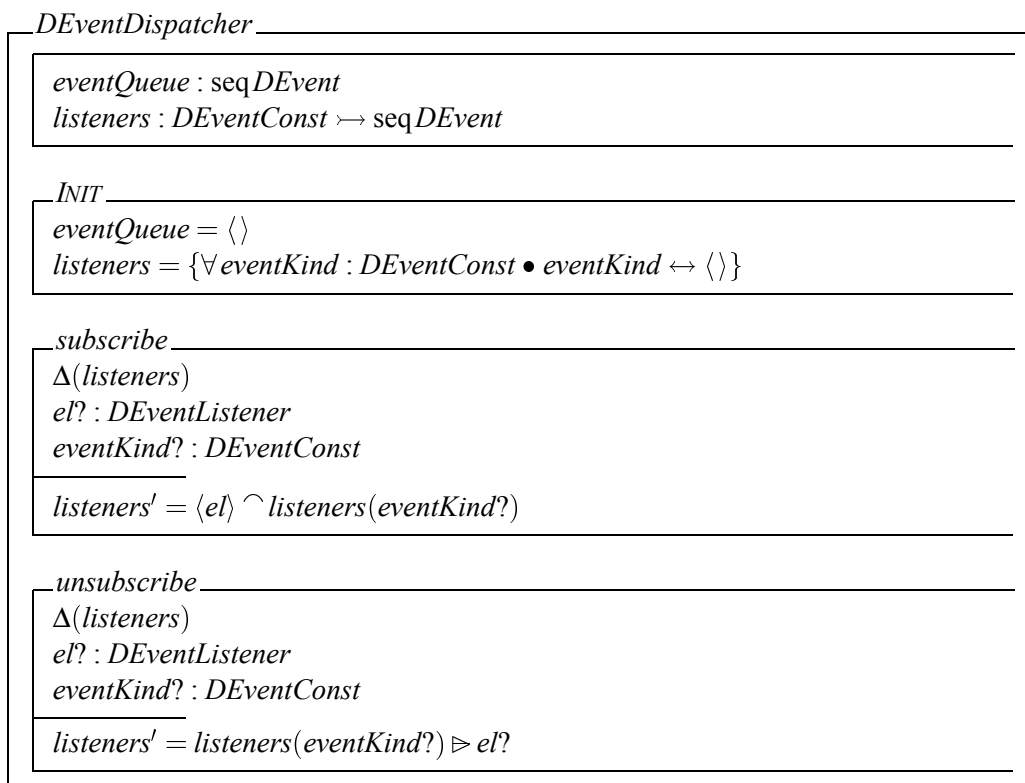 DEventDispatcher
eventQueue : seq DEvent
listeners : DEventConst ↣ seq DEvent
INIT
eventQueue = ⟨ ⟩
listeners = {∀ eventKind : DEventConst • eventKind ↔ ⟨ ⟩}
subscribe
Δ(listeners)
el? : DEventListener
eventKind? : DEventConst
listeners′ = ⟨el⟩ ⌢ listeners(eventKind?)
unsubscribe
Δ(listeners)
el? : DEventListener
eventKind? : DEventConst
listeners′ = listeners(eventKind?) ⊳ el?